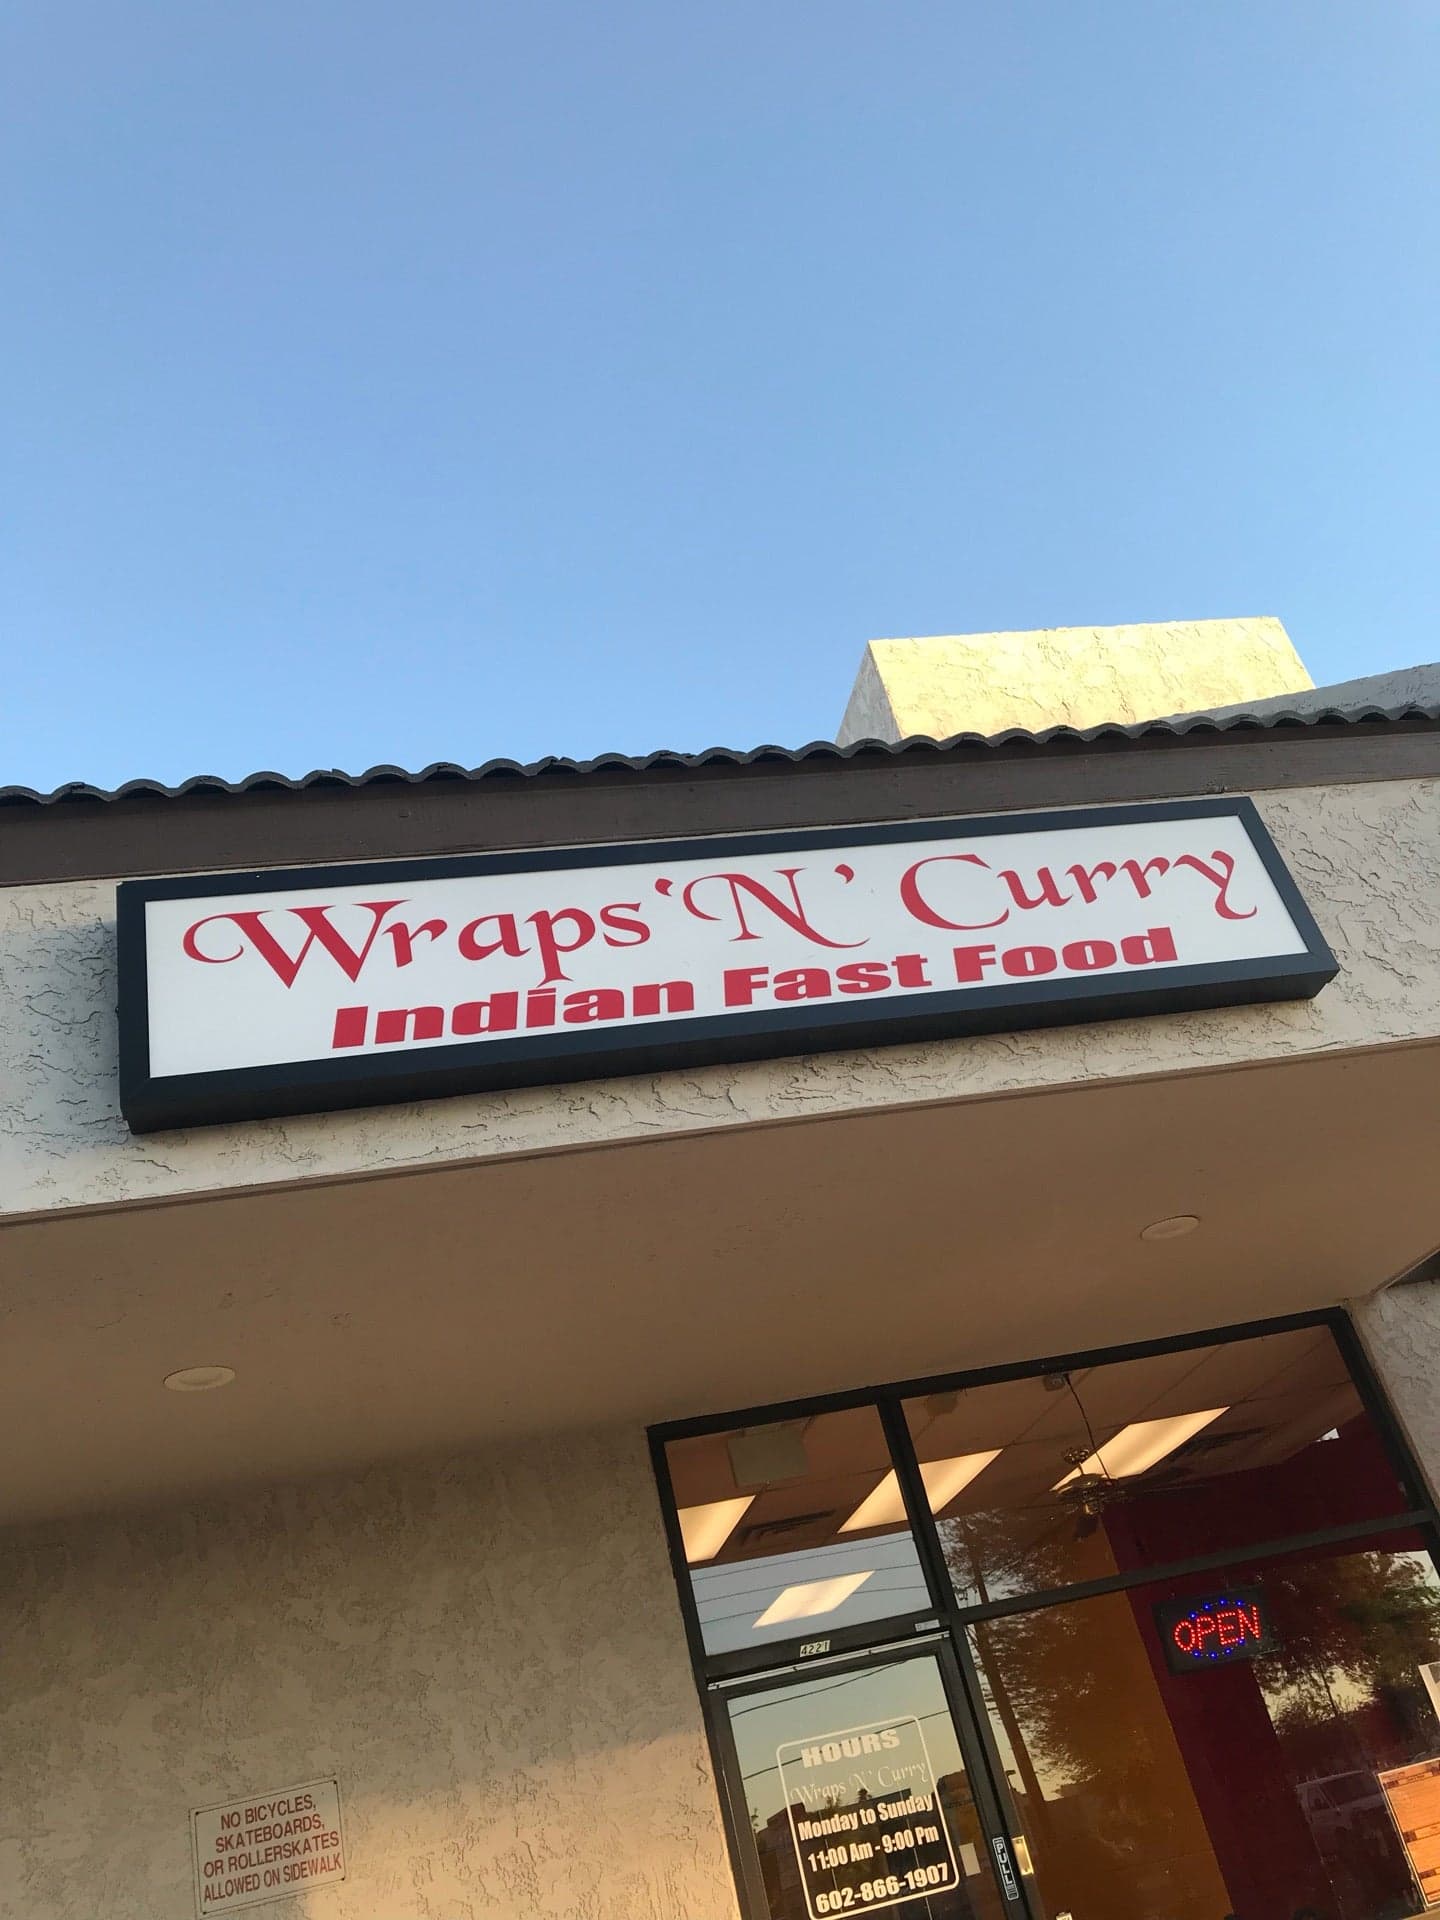 Wraps 'N' Curry
Indian Fast Food
OPEN
4221
HOURS
Wraps 'N' Curry
Monday to Sunday
11:00 Am - 9:00 Pm
602-866-1907
PULL
NO BICYCLES,
SKATEBOARDS,
OR ROLLERSKATES
ALLOWED ON SIDEWALK